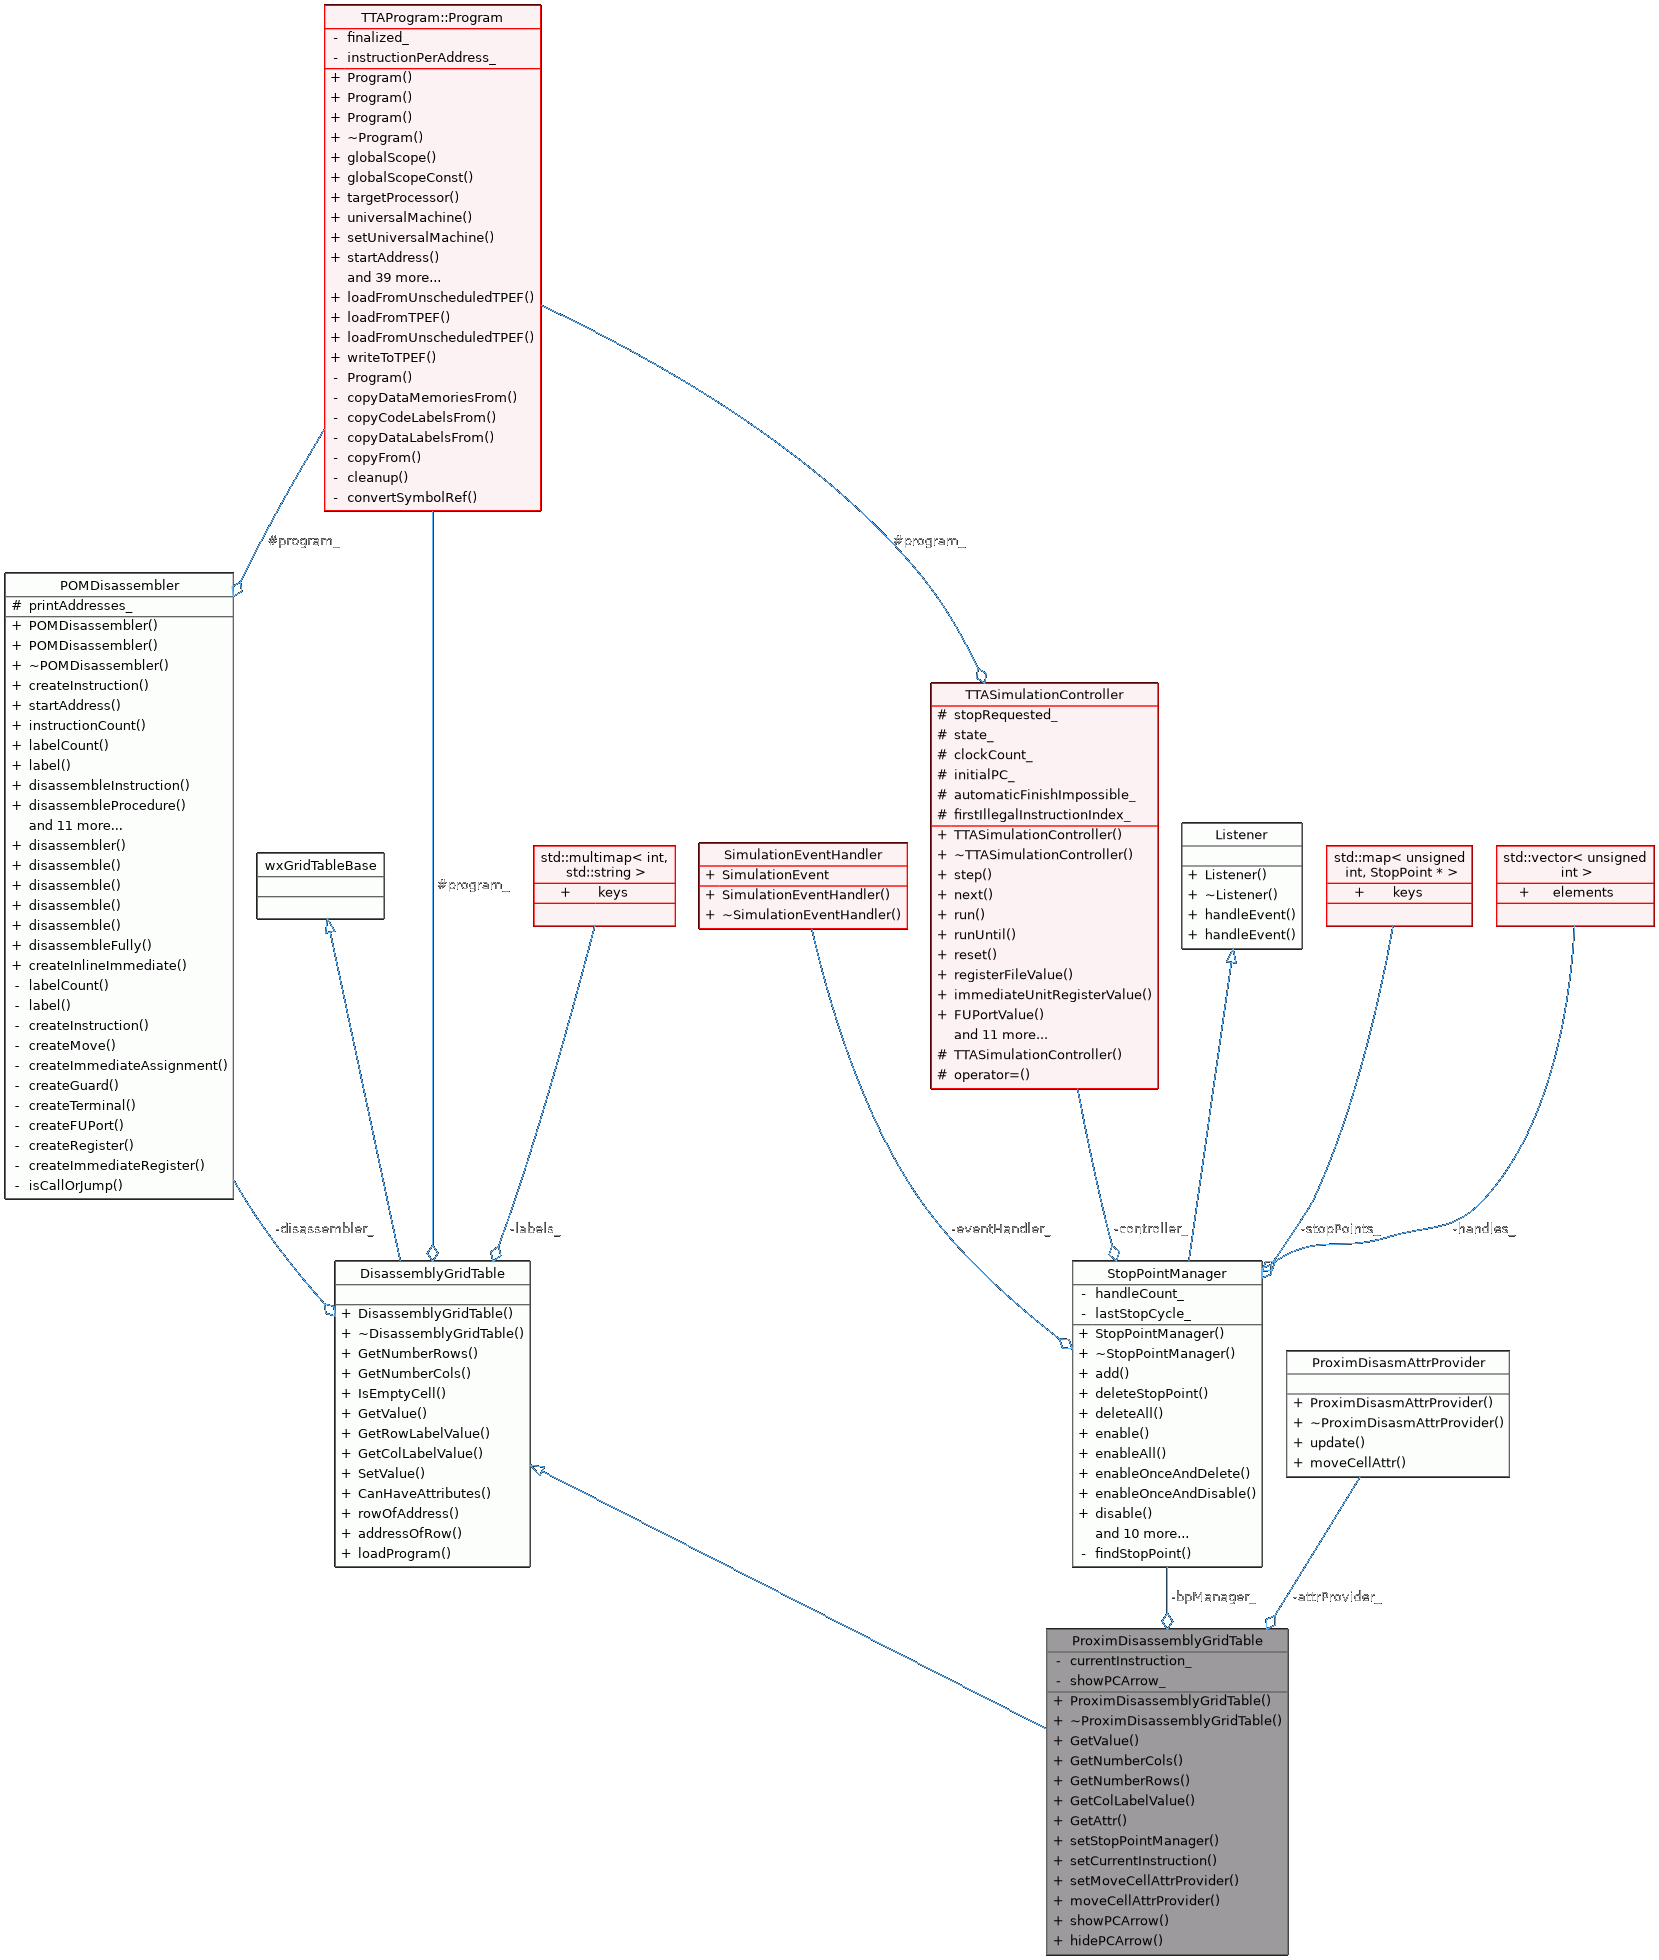 TTAProgram::Program
- finalized_
- instructionPerAddress_
+ Program()
+ Program()
+ Program()
+ ~Program()
+ globalScope()
+ globalScopeConst()
+ targetProcessor()
+ universalMachine()
+ setUniversalMachine()
+ startAddress()
and 39 more...
+ loadFromUnscheduledTPEF()
+ loadFromTPEF()
+ loadFromUnscheduledTPEF()
+ writeToTPEF()
- Program()
- copyDataMemoriesFrom()
- copyCodeLabelsFrom()
- copyDataLabelsFrom()
- copyFrom()
- cleanup()
- convertSymbolRef()
#program_
#program_
POMDisassembler
# printAddresses_
+ POMDisassembler()
+ POMDisassembler()
+ ~POMDisassembler()
+ createInstruction()
+ startAddress()
+ instructionCount()
+ labelCount()
+ label()
+ disassembleInstruction()
+ disassembleProcedure()
and 11 more...
+ disassembler()
+ disassemble()
+ disassemble()
+ disassemble()
+ disassemble()
+ disassembleFully()
+ createInlineImmediate()
- labelCount()
- label()
- createInstruction()
- createMove()
- createImmediateAssignment()
- createGuard()
- createTerminal()
- createFUPort()
- createRegister()
- createImmediateRegister()
- isCallOrJump()
wxGridTableBase
#program_
std::multimap< int,
std::string >
+ keys
SimulationEventHandler
+ SimulationEvent
+ SimulationEventHandler()
+ ~SimulationEventHandler()
TTASimulationController
# stopRequested_
# state_
# clockCount_
# initialPC_
# automaticFinishImpossible_
# firstIllegalInstructionIndex_
+ TTASimulationController()
+ ~TTASimulationController()
+ step()
+ next()
+ run()
+ runUntil()
+ reset()
+ registerFileValue()
+ immediateUnitRegisterValue()
+ FUPortValue()
and 11 more...
# TTASimulationController()
# operator=()
Listener
+ Listener()
+ ~Listener()
+ handleEvent()
+ handleEvent()
std::map< unsigned
int, StopPoint * >
+ keys
std::vector< unsigned
int >
+ elements
-disassembler_
-labels_
-eventHandler_
-controller_
-stopPoints_
-handles_
DisassemblyGridTable
+ DisassemblyGridTable()
+ ~DisassemblyGridTable()
+ GetNumberRows()
+ GetNumberCols()
+ IsEmptyCell()
+ GetValue()
+ GetRowLabelValue()
+ GetColLabelValue()
+ SetValue()
+ CanHaveAttributes()
+ rowOfAddress()
+ addressOfRow()
+ loadProgram()
StopPointManager
- handleCount_
- lastStopCycle_
+ StopPointManager()
+ ~StopPointManager()
+ add()
+ deleteStopPoint()
+ deleteAll()
+ enable()
+ enableAll()
+ enableOnceAndDelete()
+ enableOnceAndDisable()
+ disable()
and 10 more...
- findStopPoint()
ProximDisasmAttrProvider
+ ProximDisasmAttrProvider()
+ ~ProximDisasmAttrProvider()
+ update()
+ moveCellAttr()
-bpManager_
-attrProvider_
ProximDisassemblyGridTable
- currentInstruction_
- showPCArrow_
+ ProximDisassemblyGridTable()
+ ~ProximDisassemblyGridTable()
+ GetValue()
+ GetNumberCols()
+ GetNumberRows()
+ GetColLabelValue()
+ GetAttr()
+ setStopPointManager()
+ setCurrentInstruction()
+ setMoveCellAttrProvider()
+ moveCellAttrProvider()
+ showPCArrow()
+ hidePCArrow()